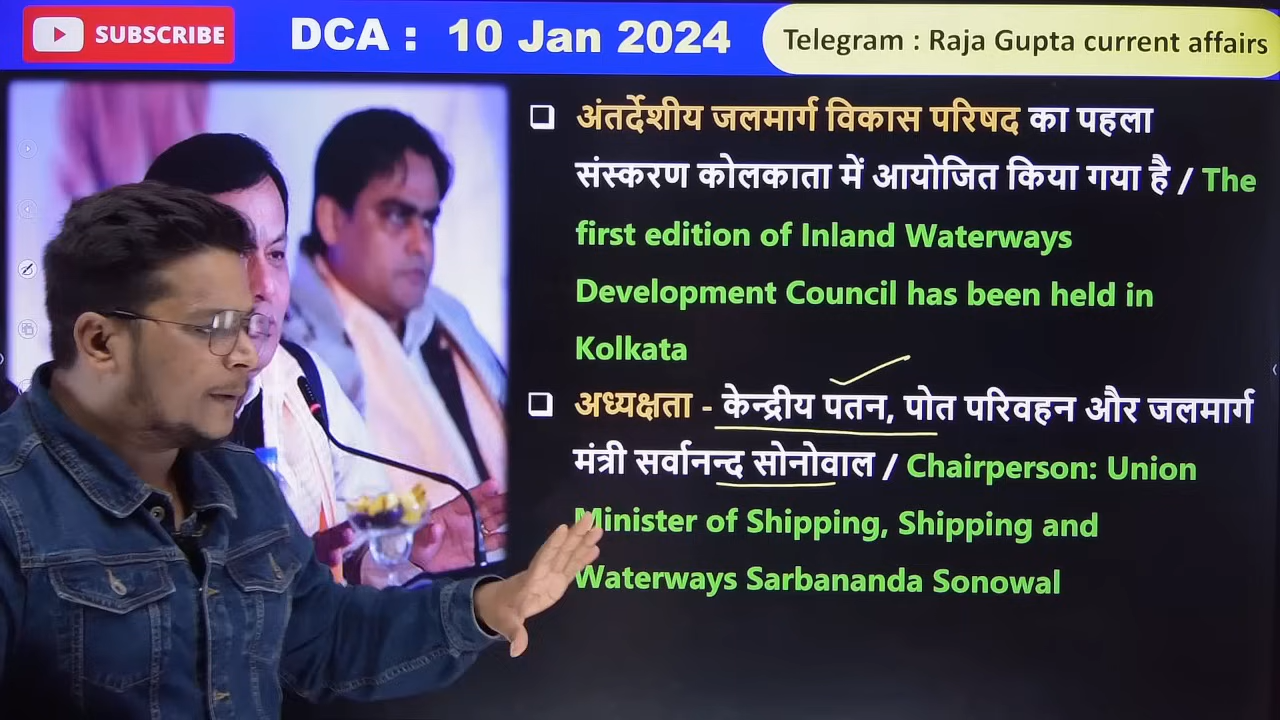 SUBSCRIBE
DCA : 10 Jan 2024
Telegram : Raja Gupta current affairs
अंतर्देशीय जलमार्ग विकास परिषद का पहला
संस्करण कोलकाता में आयोजित किया गया है / The
first edition of Inland Waterways
Development Council has been held in
Kolkata
अध्यक्षता - केन्द्रीय पतन, पोत परिवहन और जलमार्ग
मंत्री सर्वानन्द सोनोवाल / Chairperson: Union
Minister of Shipping, Shipping and
Waterways Sarbananda Sonowal